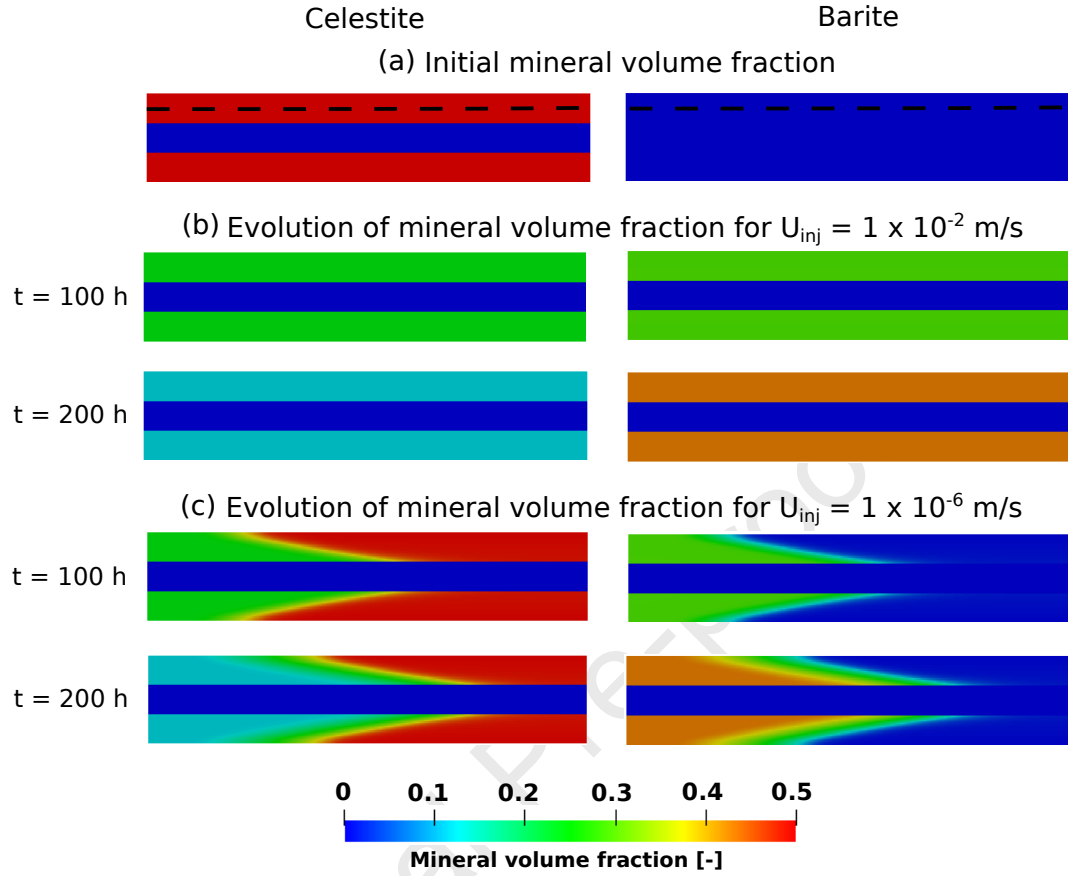 Celestite Barite
(a) Initial mineral volume fraction
(b) Evolution of mineral volume fraction for Uinj = 1 x 10-2 m/s
t = 100 h
t = 200 h
(c) Evolution of mineral volume fraction for Uinj = 1 x 10-6 m/s
t = 100 h
t = 200 h
0 0.1 0.2 0.3 0.4 0.5
Mineral volume fraction [-]